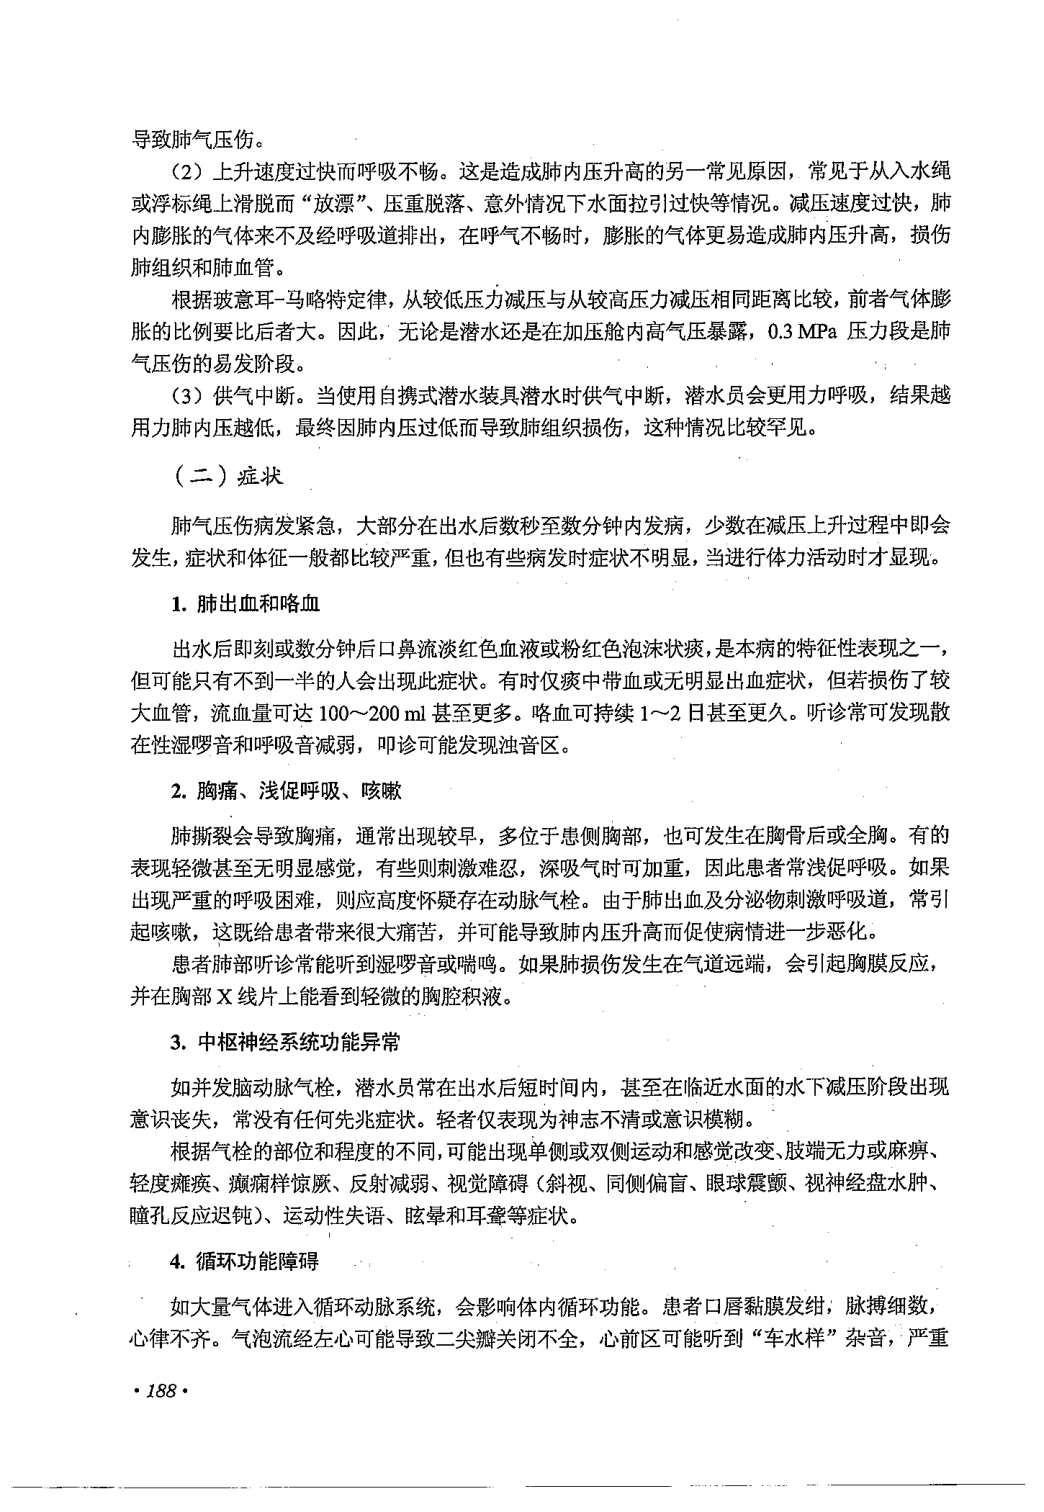 导致肺气压伤。
（2）上升速度过快而呼吸不畅。这是造成肺内压升高的另一常见原因，常见于从入水绳
或浮标绳上滑脱而“放漂”、压重脱落、意外情况下水面拉引过快等情况。减压速度过快，肺
内膨胀的气体来不及经呼吸道排出，在呼气不畅时，膨胀的气体更易造成肺内压升高，损伤
肺组织和肺血管。
根据玻意耳-马略特定律，从较低压力减压与从较高压力减压相同距离比较，前者气体膨
胀的比例要比后者大。因此，无论是潜水还是在加压舱内高气压暴露，0.3 MPa 压力段是肺
气压伤的易发阶段。
（3）供气中断。当使用自携式潜水装具潜水时供气中断，潜水员会更用力呼吸，结果越
用力肺内压越低，最终因肺内压过低而导致肺组织损伤，这种情况比较罕见。
（二）症状
肺气压伤病发紧急，大部分在出水后数秒至数分钟内发病，少数在减压上升过程中即会
发生，症状和体征一般都比较严重，但也有些病发时症状不明显，当进行体力活动时才显现。
1. 肺出血和咯血
出水后即刻或数分钟后口鼻流淡红色血液或粉红色泡沫状痰，是本病的特征性表现之一，
但可能只有不到一半的人会出现此症状。有时仅痰中带血或无明显出血症状，但若损伤了较
大血管，流血量可达 100～200 ml 甚至更多。咯血可持续 1～2 日甚至更久。听诊常可发现散
在性湿啰音和呼吸音减弱，叩诊可能发现浊音区。
2. 胸痛、浅促呼吸、咳嗽
肺撕裂会导致胸痛，通常出现较早，多位于患侧胸部，也可发生在胸骨后或全胸。有的
表现轻微甚至无明显感觉，有些则刺激难忍，深吸气时可加重，因此患者常浅促呼吸。如果
出现严重的呼吸困难，则应高度怀疑存在动脉气栓。由于肺出血及分泌物刺激呼吸道，常引
起咳嗽，这既给患者带来很大痛苦，并可能导致肺内压升高而促使病情进一步恶化。
患者肺部听诊常能听到湿啰音或喘鸣。如果肺损伤发生在气道远端，会引起胸膜反应，
并在胸部 X 线片上能看到轻微的胸腔积液。
3. 中枢神经系统功能异常
如并发脑动脉气栓，潜水员常在出水后短时间内，甚至在临近水面的水下减压阶段出现
意识丧失，常没有任何先兆症状。轻者仅表现为神志不清或意识模糊。
根据气栓的部位和程度的不同，可能出现单侧或双侧运动和感觉改变、肢端无力或麻痹、
轻度瘫痪、癫痫样惊厥、反射减弱、视觉障碍（斜视、同侧偏盲、眼球震颤、视神经盘水肿、
瞳孔反应迟钝）、运动性失语、眩晕和耳聋等症状。
4. 循环功能障碍
如大量气体进入循环动脉系统，会影响体内循环功能。患者口唇黏膜发绀，脉搏细数，
心律不齐。气泡流经左心可能导致二尖瓣关闭不全，心前区可能听到“车水样”杂音，严重
·188·